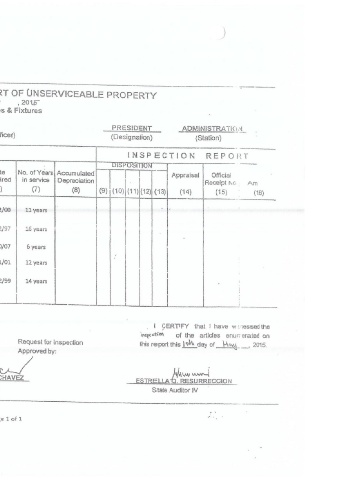 RT OF UNSERVICEABLE PROPERTY
, 2015
s & Fixtures
PRESIDENT ADMINISTRATION
ficer) (Designation) (Station)
INSPECTION REPORT
DISPOSITION
te No. of Years Accumulated Appraisal Official
ired in service Depreciation Receipt No Am
) (7) (8) (9) (10) (11) (12) (13) (14) (15) (16)
13 years
/97 16 years
/07 6 years
/01 12 years
/99 14 years
I CERTIFY that I have witnessed the
inspection of the articles enumerated on
this report this 19th day of May, 2015.
Request for inspection
Approved by:
CHAVEZ
ESTRELLA D. RESURRECCION
State Auditor IV
e 1 of 1